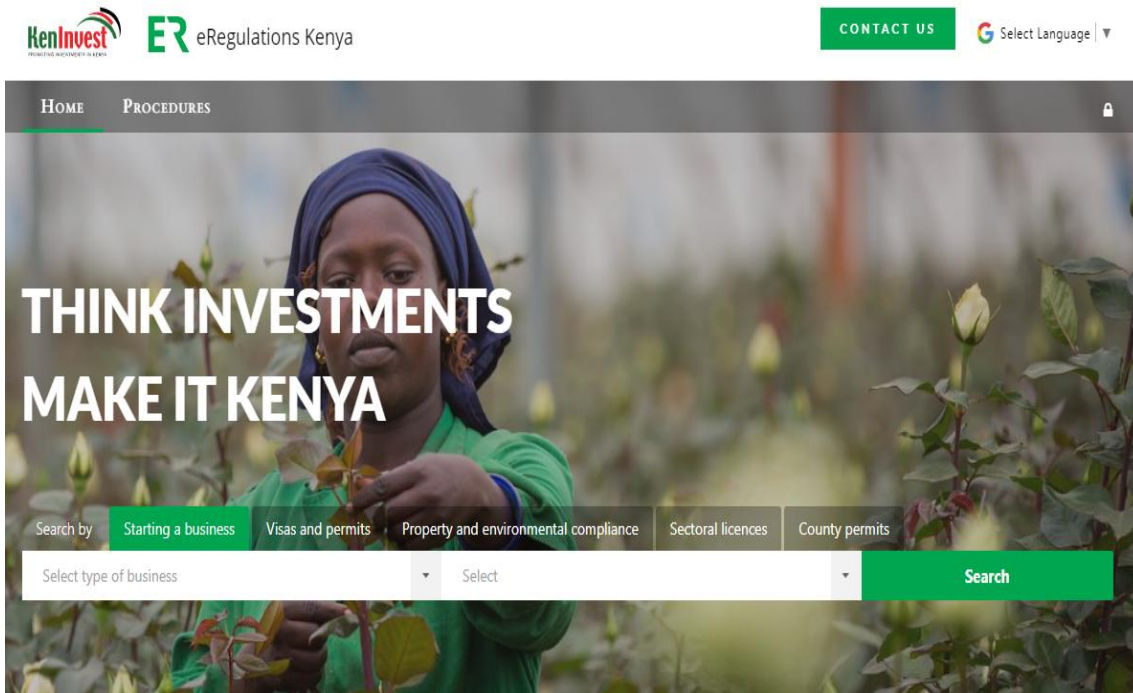 KenInvest
PROMOTING INVESTMENTS IN KENYA
ER eRegulations Kenya
CONTACT US
G Select Language ▼
HOME PROCEDURES
THINK INVESTMENTS
MAKE IT KENYA
Search by Starting a business Visas and permits Property and environmental compliance Sectoral licences County permits
Select type of business Select Search